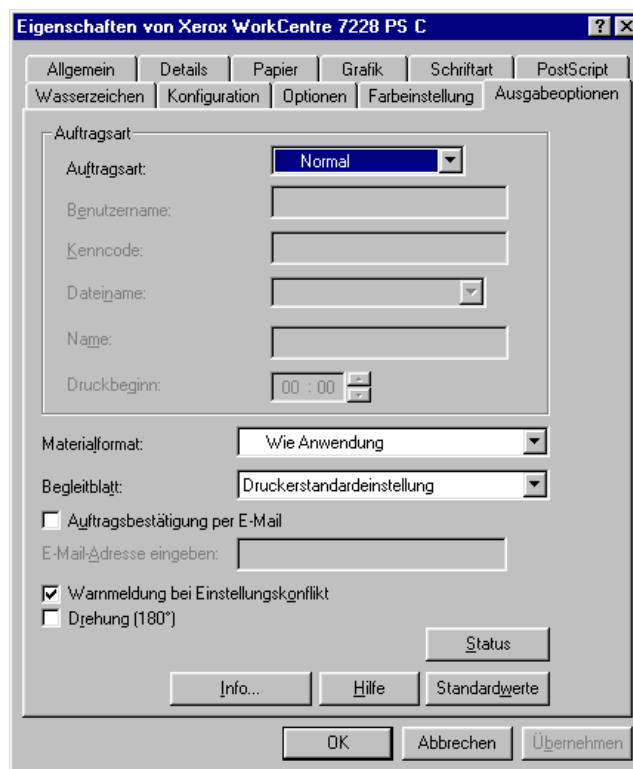 Eigenschaften von Xerox WorkCentre 7228 PS C
Allgemein Details Papier Grafik Schriftart PostScript
Wasserzeichen Konfiguration Optionen Farbeinstellung Ausgabeoptionen
Auftragsart
Auftragsart: Normal
Benutzername:
Kenncode:
Dateiname:
Name:
Druckbeginn: 00 : 00
Materialformat: Wie Anwendung
Begleitblatt: Druckerstandardeinstellung
Auftragsbestätigung per E-Mail
E-Mail-Adresse eingeben:
Warnmeldung bei Einstellungskonflikt
Drehung (180°)
Status
Info... Hilfe Standardwerte
OK Abbrechen Übernehmen